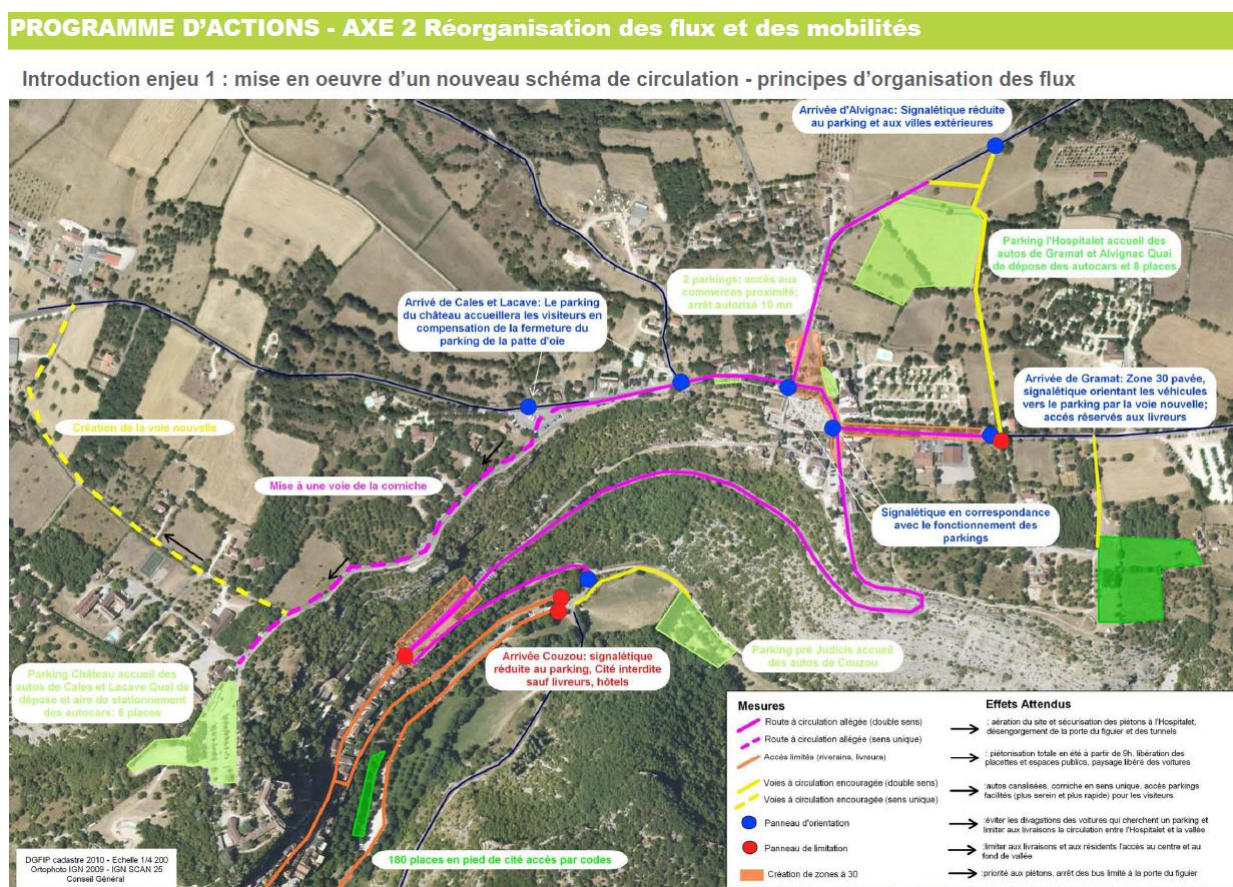 PROGRAMME D'ACTIONS - AXE 2 Réorganisation des flux et des mobilités
Introduction enjeu 1 : mise en oeuvre d'un nouveau schéma de circulation - principes d'organisation des flux
Arrivée d'Alvignac: Signalétique réduite
au parking et aux villes extérieures
Parking l'Hospitalet accueil des
autos de Gramat et Alvignac Quai
de dépose des autocars et 8 places
2 parkings: accès aux
commerces proximité;
arrêt autorisé 10 mn
Arrivé de Cales et Lacave: Le parking
du château accueillera les visiteurs en
compensation de la fermeture du
parking de la patte d'oie
Arrivée de Gramat: Zone 30 pavée,
signalétique orientant les véhicules
vers le parking par la voie nouvelle;
accés réservés aux livreurs
Création de la voie nouvelle
Mise à une voie de la corniche
Signalétique en correspondance
avec le fonctionnement des
parkings
Arrivée Couzou: signalétique
réduite au parking, Cité interdite
sauf livreurs, hôtels
Parking pré Judicis accueil
des autos de Couzou
Parking Château accueil des
autos de Cales et Lacave Quai de
dépose et aire de stationnement
des autocars: 8 places
180 places en pied de cité accès par codes
DGFIP cadastre 2010 - Echelle 1/4 200
Ortophoto IGN 2009 - IGN SCAN 25
Conseil Général
Mesures
Route à circulation allégée (double sens)
Route à circulation allégée (sens unique)
Accès limités (riverains, livreurs)
Voies à circulation encouragée (double sens)
Voies à circulation encouragée (sens unique)
Panneau d'orientation
Panneau de limitation
Création de zones à 30
Effets Attendus
: aération du site et sécurisation des piétons à l'Hospitalet,
désengorgement de la porte du figuier et des tunnels
: piétonisation totale en été à partir de 9h, libération des
placettes et espaces publics, paysage libéré des voitures
:autos canalisées, corniche en sens unique, accès parkings
facilités (plus serein et plus rapide) pour les visiteurs
:éviter les divagations des voitures qui cherchent un parking et
limiter aux livraisons la circulation entre l'Hospitalet et la vallée
:limiter aux livraisons et aux résidents l'accès au centre et au
fond de vallée
:priorité aux piétons, arrêt des bus limité à la porte du figuier